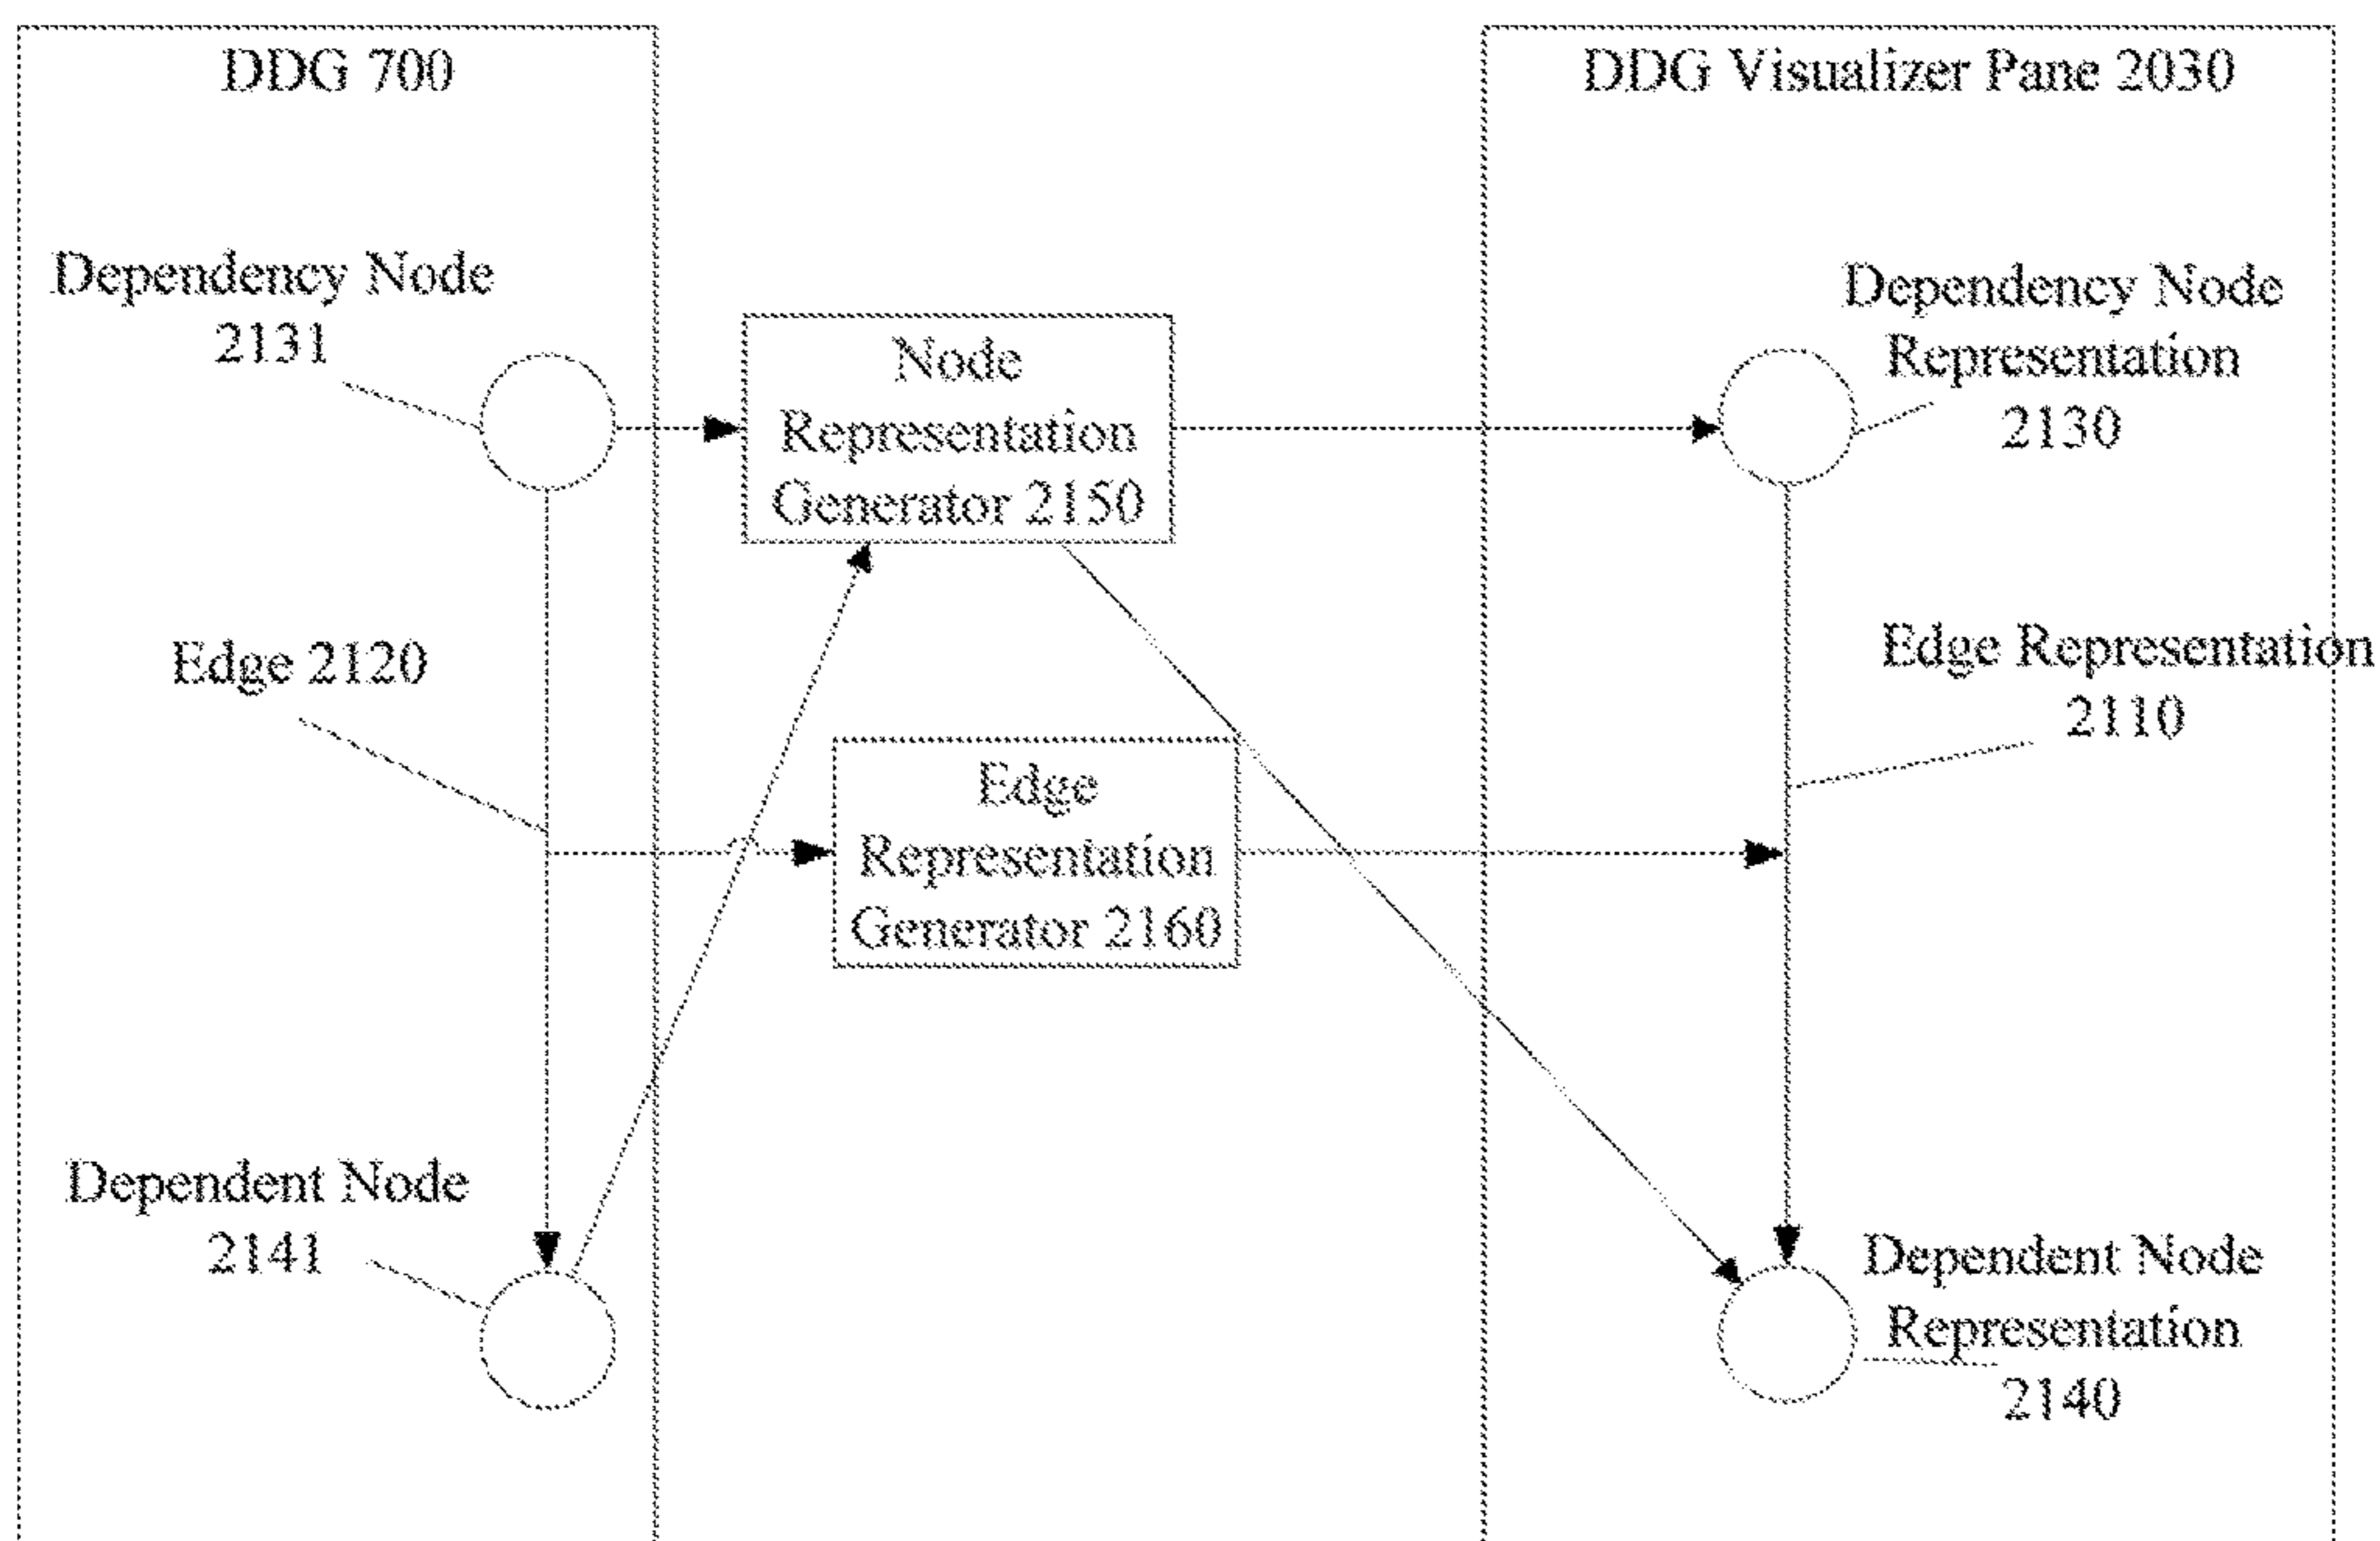 DDG 700
DDG Visualizer Pane 2030
Dependency Node
2131
Node
Representation
Generator 2150
Dependency Node
Representation
2130
Edge 2120
Edge Representation
2110
Edge
Representation
Generator 2160
Dependent Node
2141
Dependent Node
Representation
2140